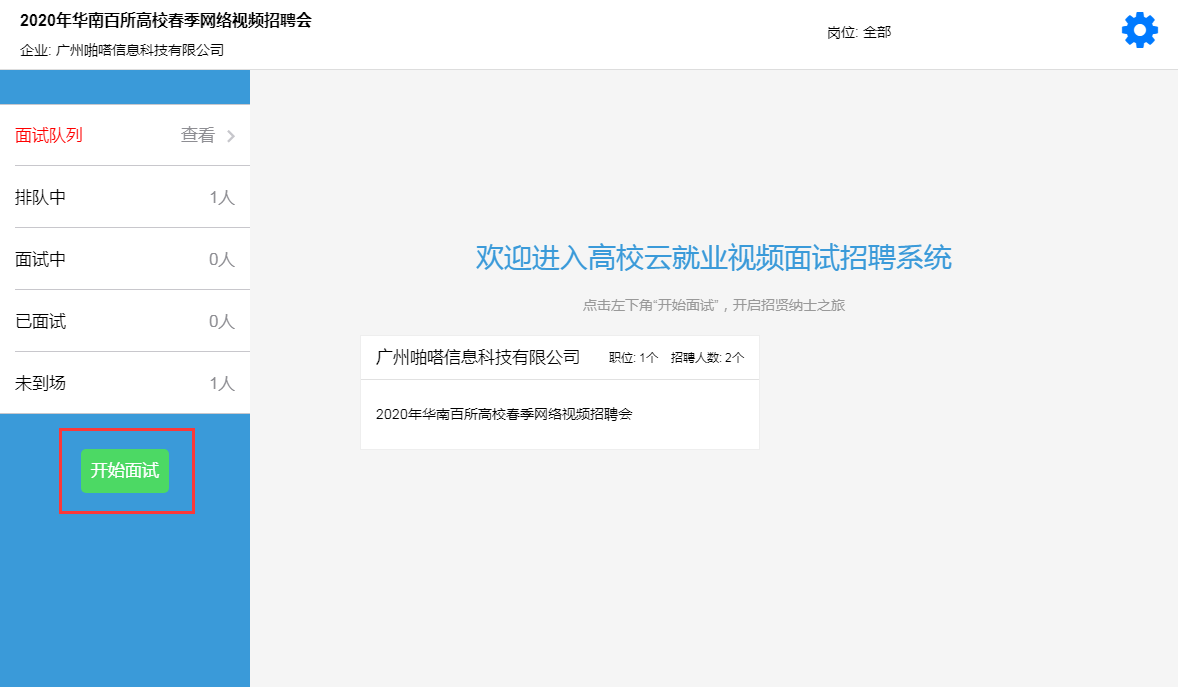 2020年华南百所高校春季网络视频招聘会
企业: 广州啪嗒信息科技有限公司
岗位: 全部
面试队列 查看
排队中 1人
面试中 0人
已面试 0人
未到场 1人
开始面试
欢迎进入高校云就业视频面试招聘系统
点击左下角“开始面试”，开启招贤纳士之旅
广州啪嗒信息科技有限公司 职位: 1个 招聘人数: 2个
2020年华南百所高校春季网络视频招聘会